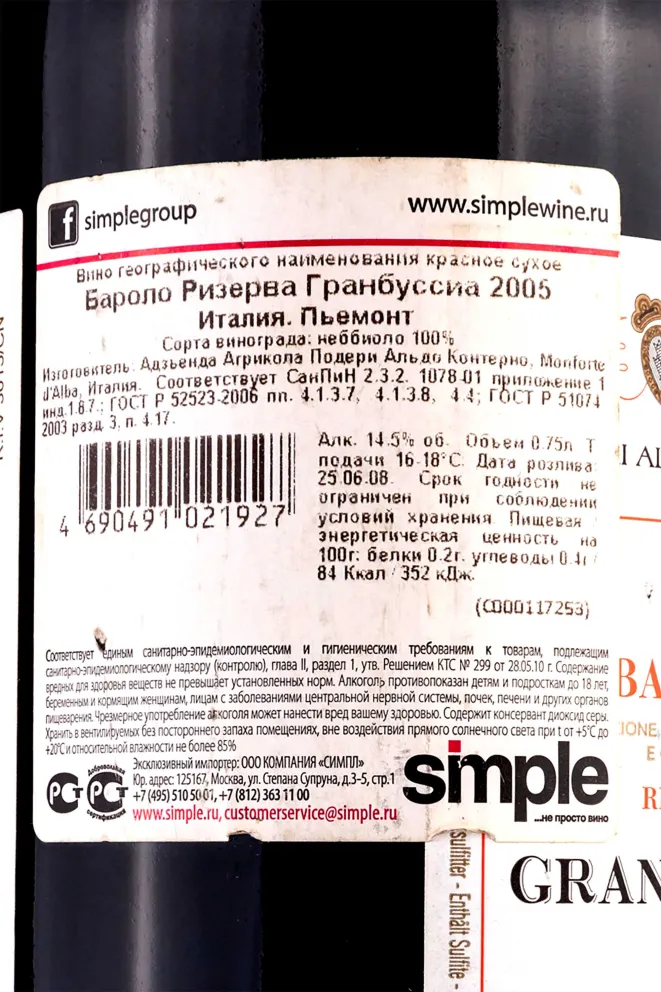 simplegroup
www.simplewine.ru
Вино географического наименования красное сухое
Бароло Ризерва Гранбуссиа 2005
Италия. Пьемонт
Сорта винограда: неббиоло 100%
Изготовитель: Адзьенда Агрикола Подери Альдо Контерно, Monforte
d'Alba, Италия. Соответствует СанПиН 2.3.2. 1078-01 приложение 1
инд.1.8.7.; ГОСТ Р 52523-2006 пп. 4.1.3.7, 4.1.3.8, 4.4; ГОСТ Р 51074
2003 разд. 3, п. 4.17.
Алк. 14.5% об. Объем 0.75л Т
подачи 16-18°С. Дата розлива
25.06.08. Срок годности не
ограничен при соблюдении
условий хранения. Пищевая
энергетическая ценность на
100г: белки 0.2г. углеводы 0.4г
84 Ккал / 352 кДж.
4 690491 021927
(C000117253)
Соответствует единым санитарно-эпидемиологическим и гигиеническим требованиям к товарам, подлежащим
санитарно-эпидемиологическому надзору (контролю), глава II, раздел 1, утв. Решением КТС № 299 от 28.05.10 г. Содержание
вредных для здоровья веществ не превышает установленных норм. Алкоголь противопоказан детям и подросткам до 18 лет,
беременным и кормящим женщинам, лицам с заболеваниями центральной нервной системы, почек, печени и других органов
пищеварения. Чрезмерное употребление алкоголя может нанести вред вашему здоровью. Содержит консервант диоксид серы.
Хранить в вентилируемых без постороннего запаха помещениях, вне воздействия прямого солнечного света при t от +5°С до
+20°С и относительной влажности не более 85%
Добровольная
сертификация
Эксклюзивный импортер: ООО КОМПАНИЯ «СИМПЛ»
Юр. адрес: 125167, Москва, ул. Степана Супруна, д.3–5, стр.1
+7 (495) 510 50 01, +7 (812) 363 11 00
www.simple.ru, customerservice@simple.ru
simple
...не просто вино
I AL
BA
IONE
E
RI
GRAN
sulfitter - Enthält Sulfite -